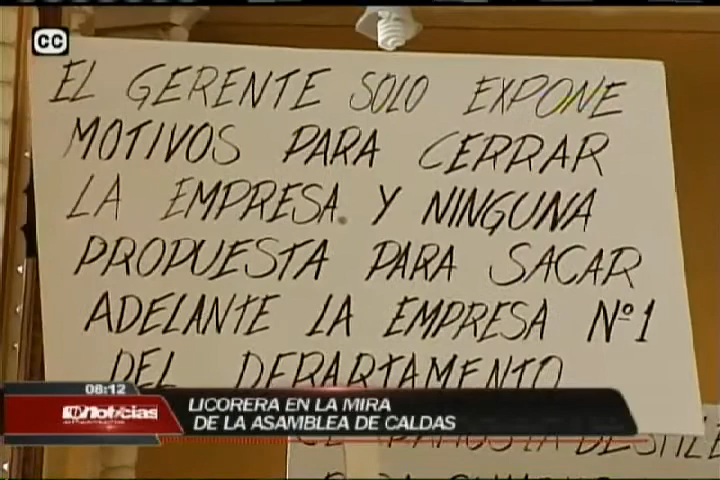 CC
EL GERENTE SOLO EXPONE
MOTIVOS PARA CERRAR
LA EMPRESA Y NINGUNA
PROPUESTA PARA SACAR
ADELANTE LA EMPRESA Nº1
DEL DEPARTAMENTO
08:12
Noticias
LICORERA EN LA MIRA
DE LA ASAMBLEA DE CALDAS